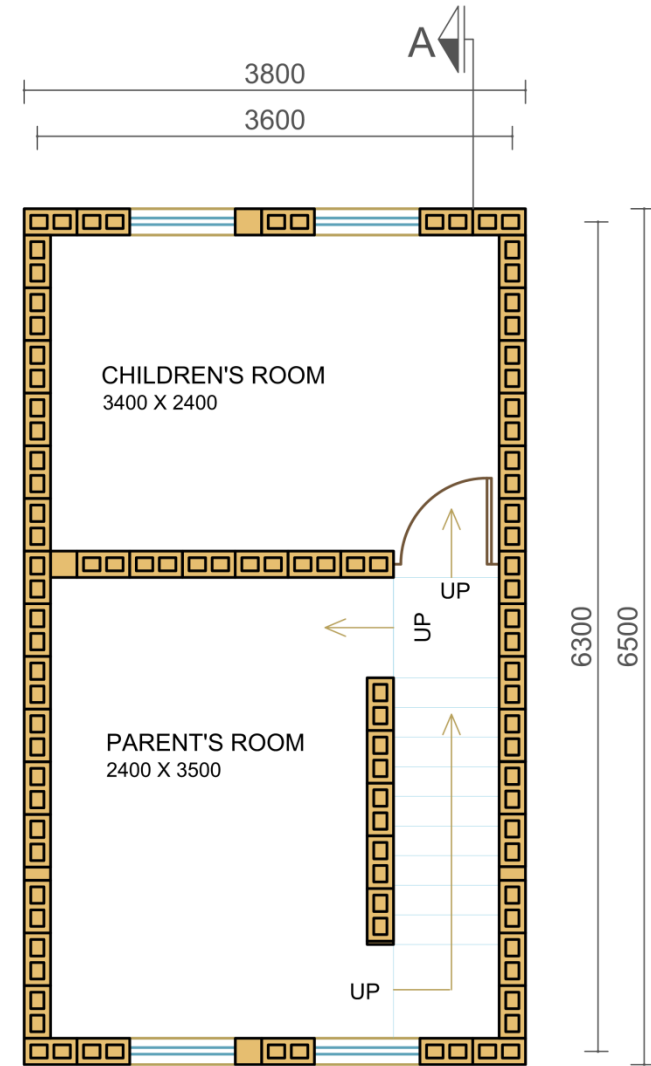 A
3800
3600
CHILDREN'S ROOM
3400 X 2400
UP
UP
6300
6500
PARENT'S ROOM
2400 X 3500
UP